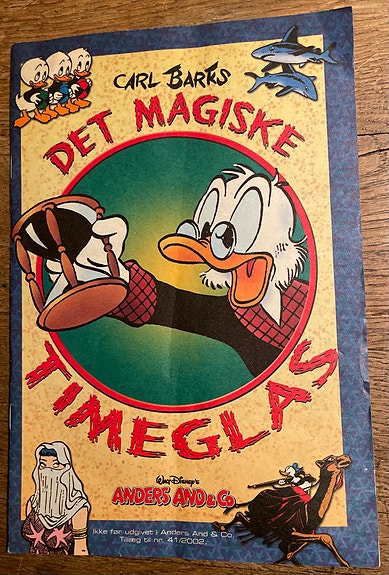 CARL BARKS
DET MAGISKE
TIMEGLAS
WALT DISNEY'S
ANDERS AND & Co.
Ikke før udgivet i Anders And & Co.
Tillæg til nr. 41/2002.